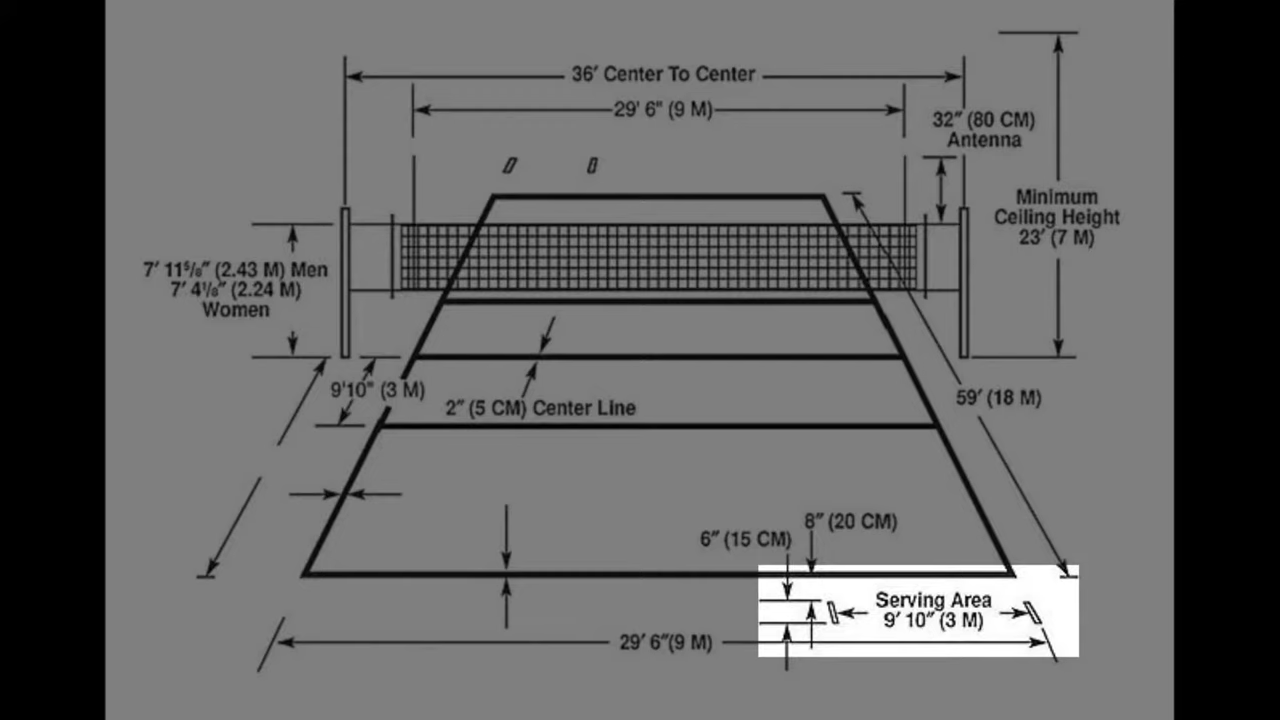 36′ Center To Center
29′ 6″ (9 M)
32″ (80 CM)
Antenna
Minimum
Ceiling Height
23′ (7 M)
7′ 11⁵/₈″ (2.43 M) Men
7′ 4¹/₈″ (2.24 M)
Women
9'10" (3 M)
2″ (5 CM) Center Line
59′ (18 M)
8″ (20 CM)
6″ (15 CM)
Serving Area
9′ 10″ (3 M)
29′ 6″(9 M)